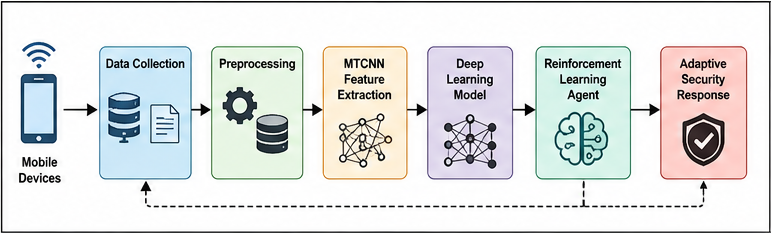 Mobile
Devices
Data Collection
Preprocessing
MTCNN
Feature
Extraction
Deep
Learning
Model
Reinforcement
Learning
Agent
Adaptive
Security
Response